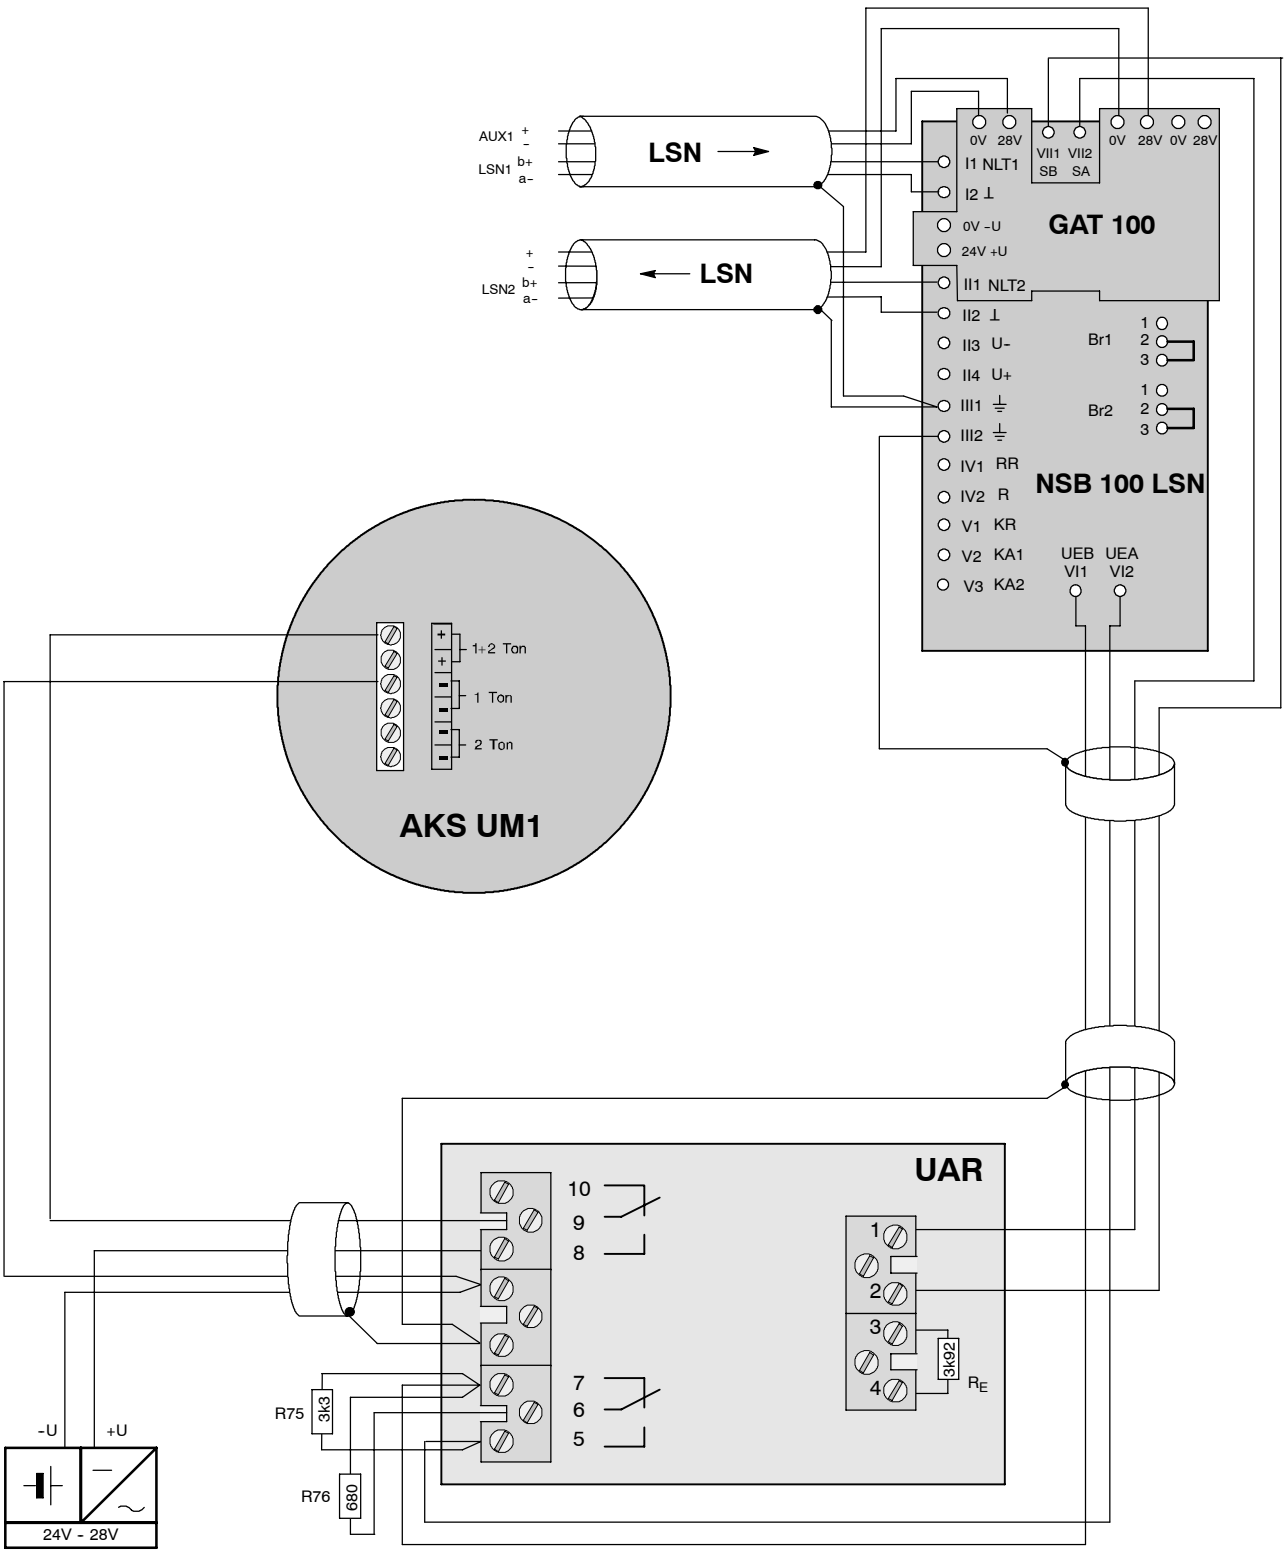 AUX1 +
-
LSN1 b+
a-
LSN →
+
-
LSN2 b+
a-
← LSN
0V 28V
VII1 VII2
SB SA
0V 28V 0V 28V
I1 NLT1
I2 ⊥
GAT 100
0V -U
24V +U
II1 NLT2
II2 ⊥
II3 U-
II4 U+
III1 ⏚
III2 ⏚
IV1 RR
IV2 R
V1 KR
V2 KA1
V3 KA2
Br1
1
2
3
Br2
1
2
3
NSB 100 LSN
UEB UEA
VI1 VI2
+
+
1+2 Ton
-
-
1 Ton
-
-
2 Ton
AKS UM1
UAR
10
9
8
7
6
5
1
2
3
4
3k92
RE
R75 3k3
R76 680
-U +U
24V - 28V